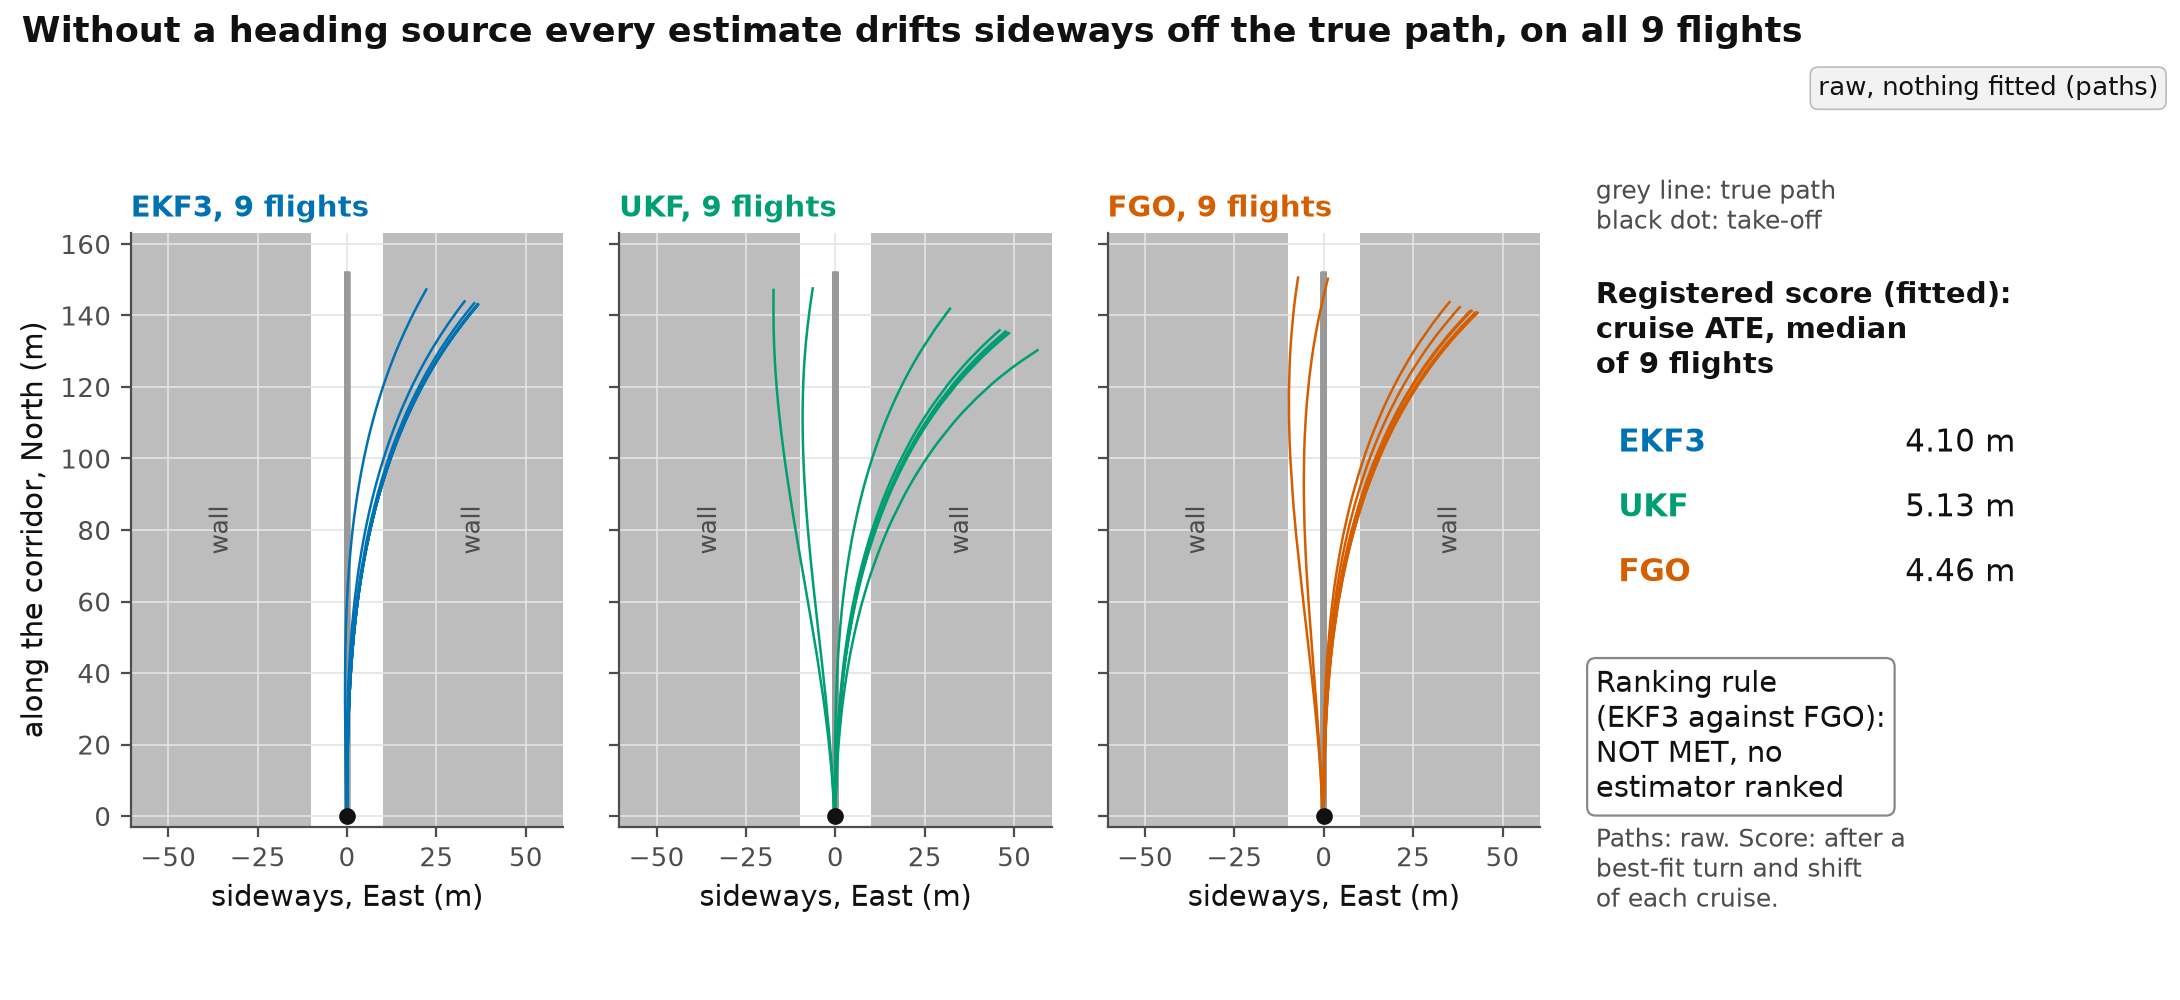 Without a heading source every estimate drifts sideways off the true path, on all 9 flights
raw, nothing fitted (paths)
EKF3, 9 flights
UKF, 9 flights
FGO, 9 flights
along the corridor, North (m)
160
140
120
100
80
60
40
20
0
wall
wall
wall
wall
wall
wall
−50 −25 0 25 50
−50 −25 0 25 50
−50 −25 0 25 50
sideways, East (m)
sideways, East (m)
sideways, East (m)
grey line: true path
black dot: take-off
Registered score (fitted):
cruise ATE, median
of 9 flights
EKF3 4.10 m
UKF 5.13 m
FGO 4.46 m
Ranking rule
(EKF3 against FGO):
NOT MET, no
estimator ranked
Paths: raw. Score: after a
best-fit turn and shift
of each cruise.